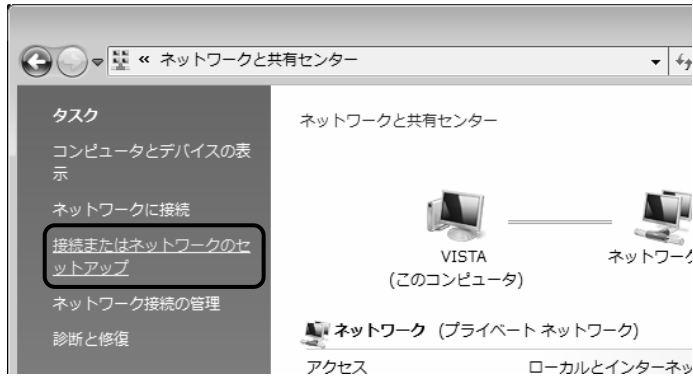 « ネットワークと共有センター
タスク
コンピュータとデバイスの表
示
ネットワークに接続
接続またはネットワークのセ
ットアップ
ネットワーク接続の管理
診断と修復
ネットワークと共有センター
VISTA
(このコンピュータ)
ネットワーク
ネットワーク (プライベート ネットワーク)
アクセス
ローカルとインターネッ